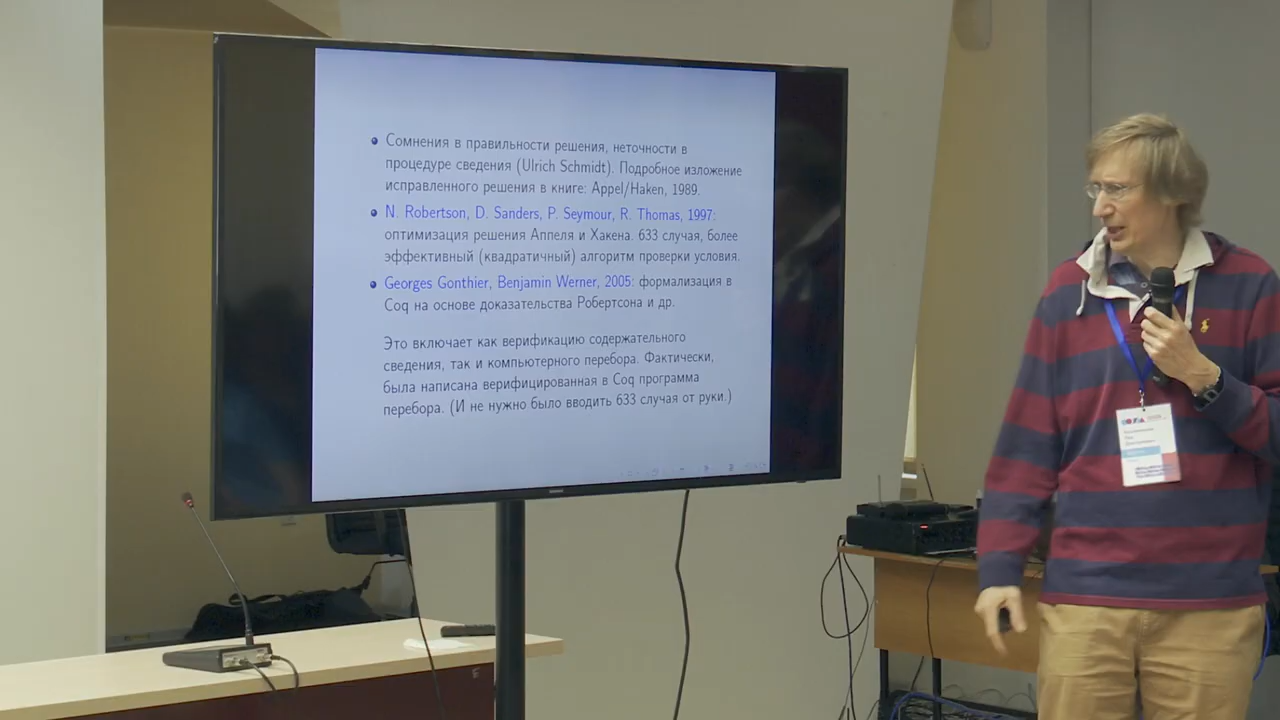 Сомнения в правильности решения, неточности в
процедуре сведения (Ulrich Schmidt). Подробное изложение
исправленного решения в книге: Appel/Haken, 1989.
N. Robertson, D. Sanders, P. Seymour, R. Thomas, 1997:
оптимизация решения Аппеля и Хакена. 633 случая, более
эффективный (квадратичный) алгоритм проверки условия.
Georges Gonthier, Benjamin Werner, 2005: формализация в
Coq на основе доказательства Робертсона и др.
Это включает как верификацию содержательного
сведения, так и компьютерного перебора. Фактически,
была написана верифицированная в Coq программа
перебора. (И не нужно было вводить 633 случая от руки.)